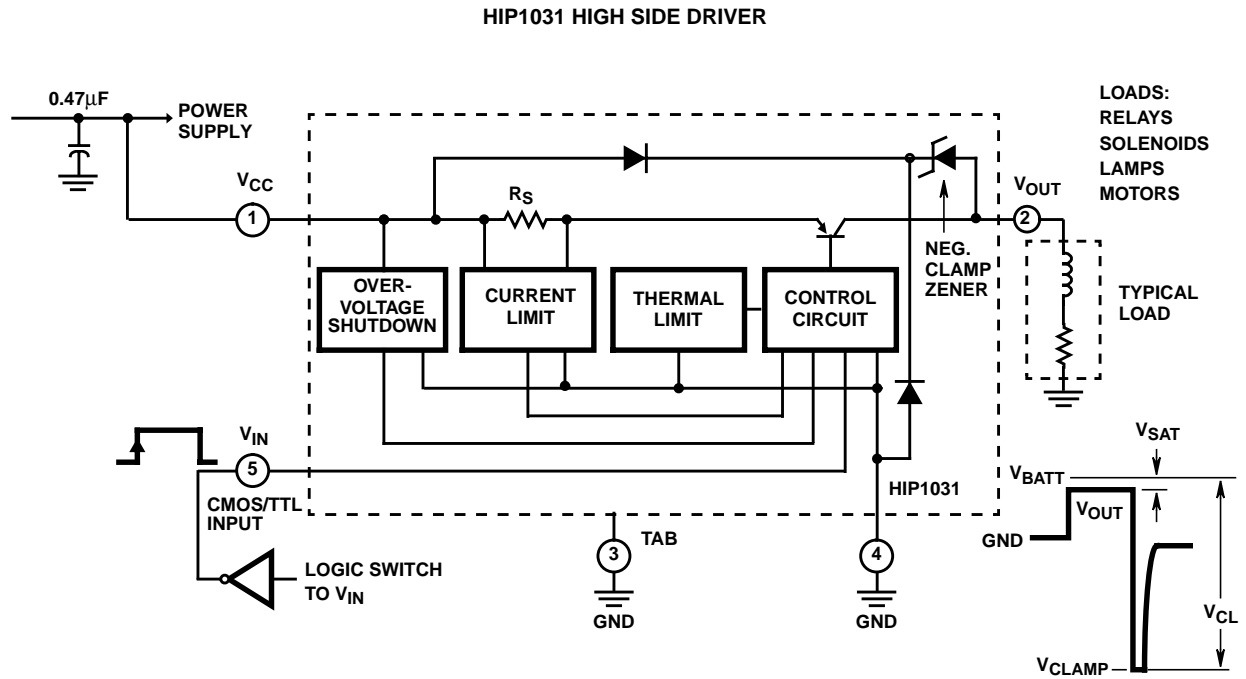 HIP1031 HIGH SIDE DRIVER
0.47μF
POWER
SUPPLY
LOADS:
RELAYS
SOLENOIDS
LAMPS
MOTORS
VCC
1
RS
VOUT
2
NEG.
CLAMP
ZENER
OVER-
VOLTAGE
SHUTDOWN
CURRENT
LIMIT
THERMAL
LIMIT
CONTROL
CIRCUIT
TYPICAL
LOAD
VIN
5
CMOS/TTL
INPUT
HIP1031
LOGIC SWITCH
TO VIN
3
TAB
GND
4
GND
VSAT
VBATT
VOUT
GND
VCL
VCLAMP